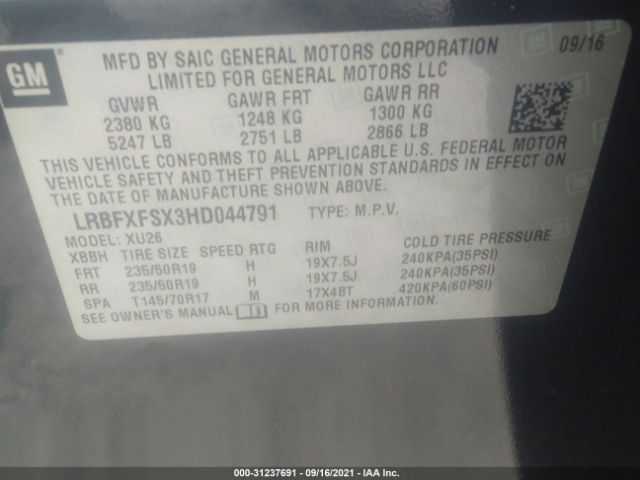 GM
MFD BY SAIC GENERAL MOTORS CORPORATION 09/16
LIMITED FOR GENERAL MOTORS LLC
GVWR GAWR FRT GAWR RR
2380 KG 1248 KG 1300 KG
5247 LB 2751 LB 2866 LB
THIS VEHICLE CONFORMS TO ALL APPLICABLE U.S. FEDERAL MOTOR
VEHICLE SAFETY AND THEFT PREVENTION STANDARDS IN EFFECT ON
THE DATE OF MANUFACTURE SHOWN ABOVE.
LRBFXFSX3HD044791 TYPE: M.P.V.
MODEL: XU26
XBBH TIRE SIZE SPEED RTG RIM COLD TIRE PRESSURE
FRT 235/50R19 H 19X7.5J 240KPA(35PSI)
RR 235/50R19 H 19X7.5J 240KPA(35PSI)
SPA T145/70R17 M 17X4BT 420KPA(60PSI)
SEE OWNER'S MANUAL FOR MORE INFORMATION.
000-31237691 - 09/16/2021 - IAA Inc.